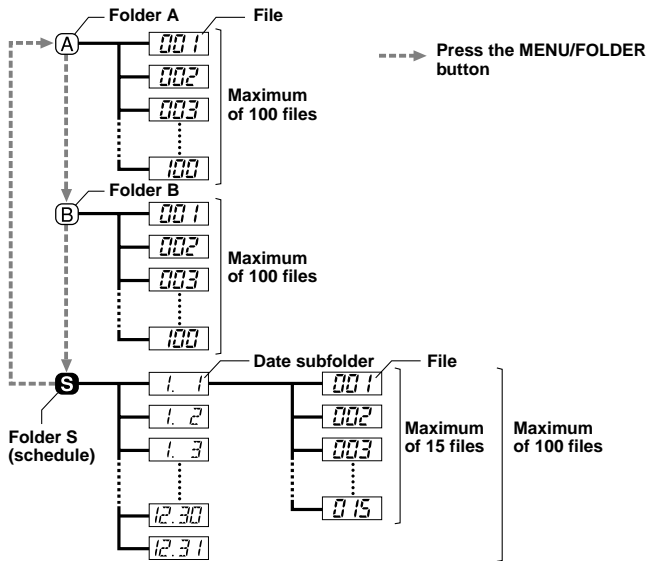 Folder A
File
A
001
002
003
100
Maximum
of 100 files
Press the MENU/FOLDER
button
Folder B
B
001
002
003
100
Maximum
of 100 files
Date subfolder
File
S
Folder S
(schedule)
1. 1
1. 2
1. 3
12.30
12.31
001
002
003
015
Maximum
of 15 files
Maximum
of 100 files